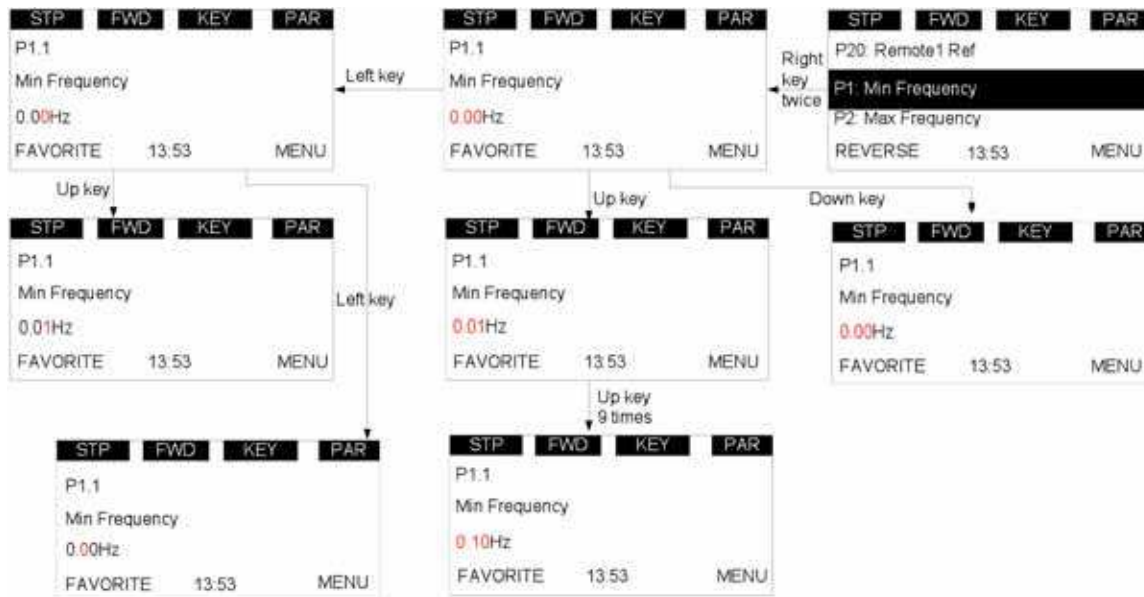 STP FWD KEY PAR
P1.1
Min Frequency
0.00Hz
FAVORITE 13:53 MENU
Left key
STP FWD KEY PAR
P1.1
Min Frequency
0.00Hz
FAVORITE 13:53 MENU
Right
key
twice
STP FWD KEY PAR
P20: Remote1 Ref
P1: Min Frequency
P2: Max Frequency
REVERSE 13:53 MENU
Up key
Up key
Down key
STP FWD KEY PAR
P1.1
Min Frequency
0.01Hz
FAVORITE 13:53 MENU
Left key
STP FWD KEY PAR
P1.1
Min Frequency
0.01Hz
FAVORITE 13:53 MENU
STP FWD KEY PAR
P1.1
Min Frequency
0.00Hz
FAVORITE 13:53 MENU
Up key
9 times
STP FWD KEY PAR
P1.1
Min Frequency
0.00Hz
FAVORITE 13:53 MENU
STP FWD KEY PAR
P1.1
Min Frequency
0.10Hz
FAVORITE 13:53 MENU